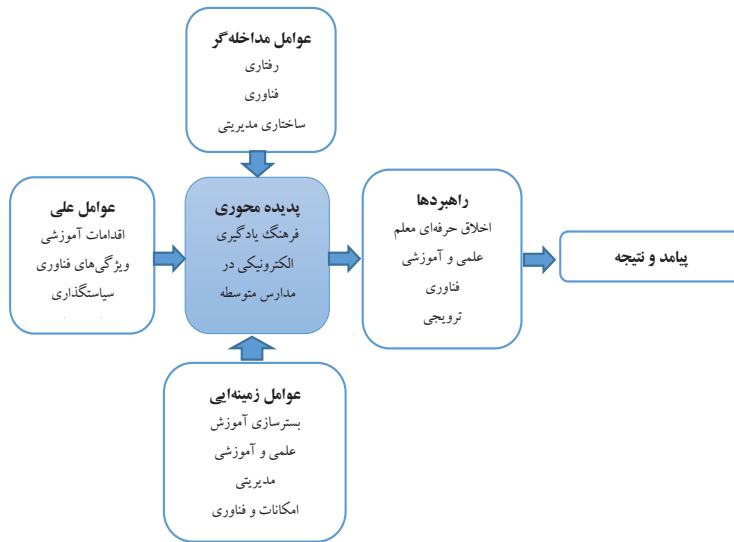 عوامل مداخله‌گر
رفتاری
فناوری
ساختاری مدیریتی
عوامل علی
اقدامات آموزشی
ویژگی‌های فناوری
سیاستگذاری
پدیده محوری
فرهنگ یادگیری
الکترونیکی در
مدارس متوسطه
راهبردها
اخلاق حرفه‌ای معلم
علمی و آموزشی
فناوری
ترویجی
پیامد و نتیجه
عوامل زمینه‌ایی
بسترسازی آموزش
علمی و آموزشی
مدیریتی
امکانات و فناوری